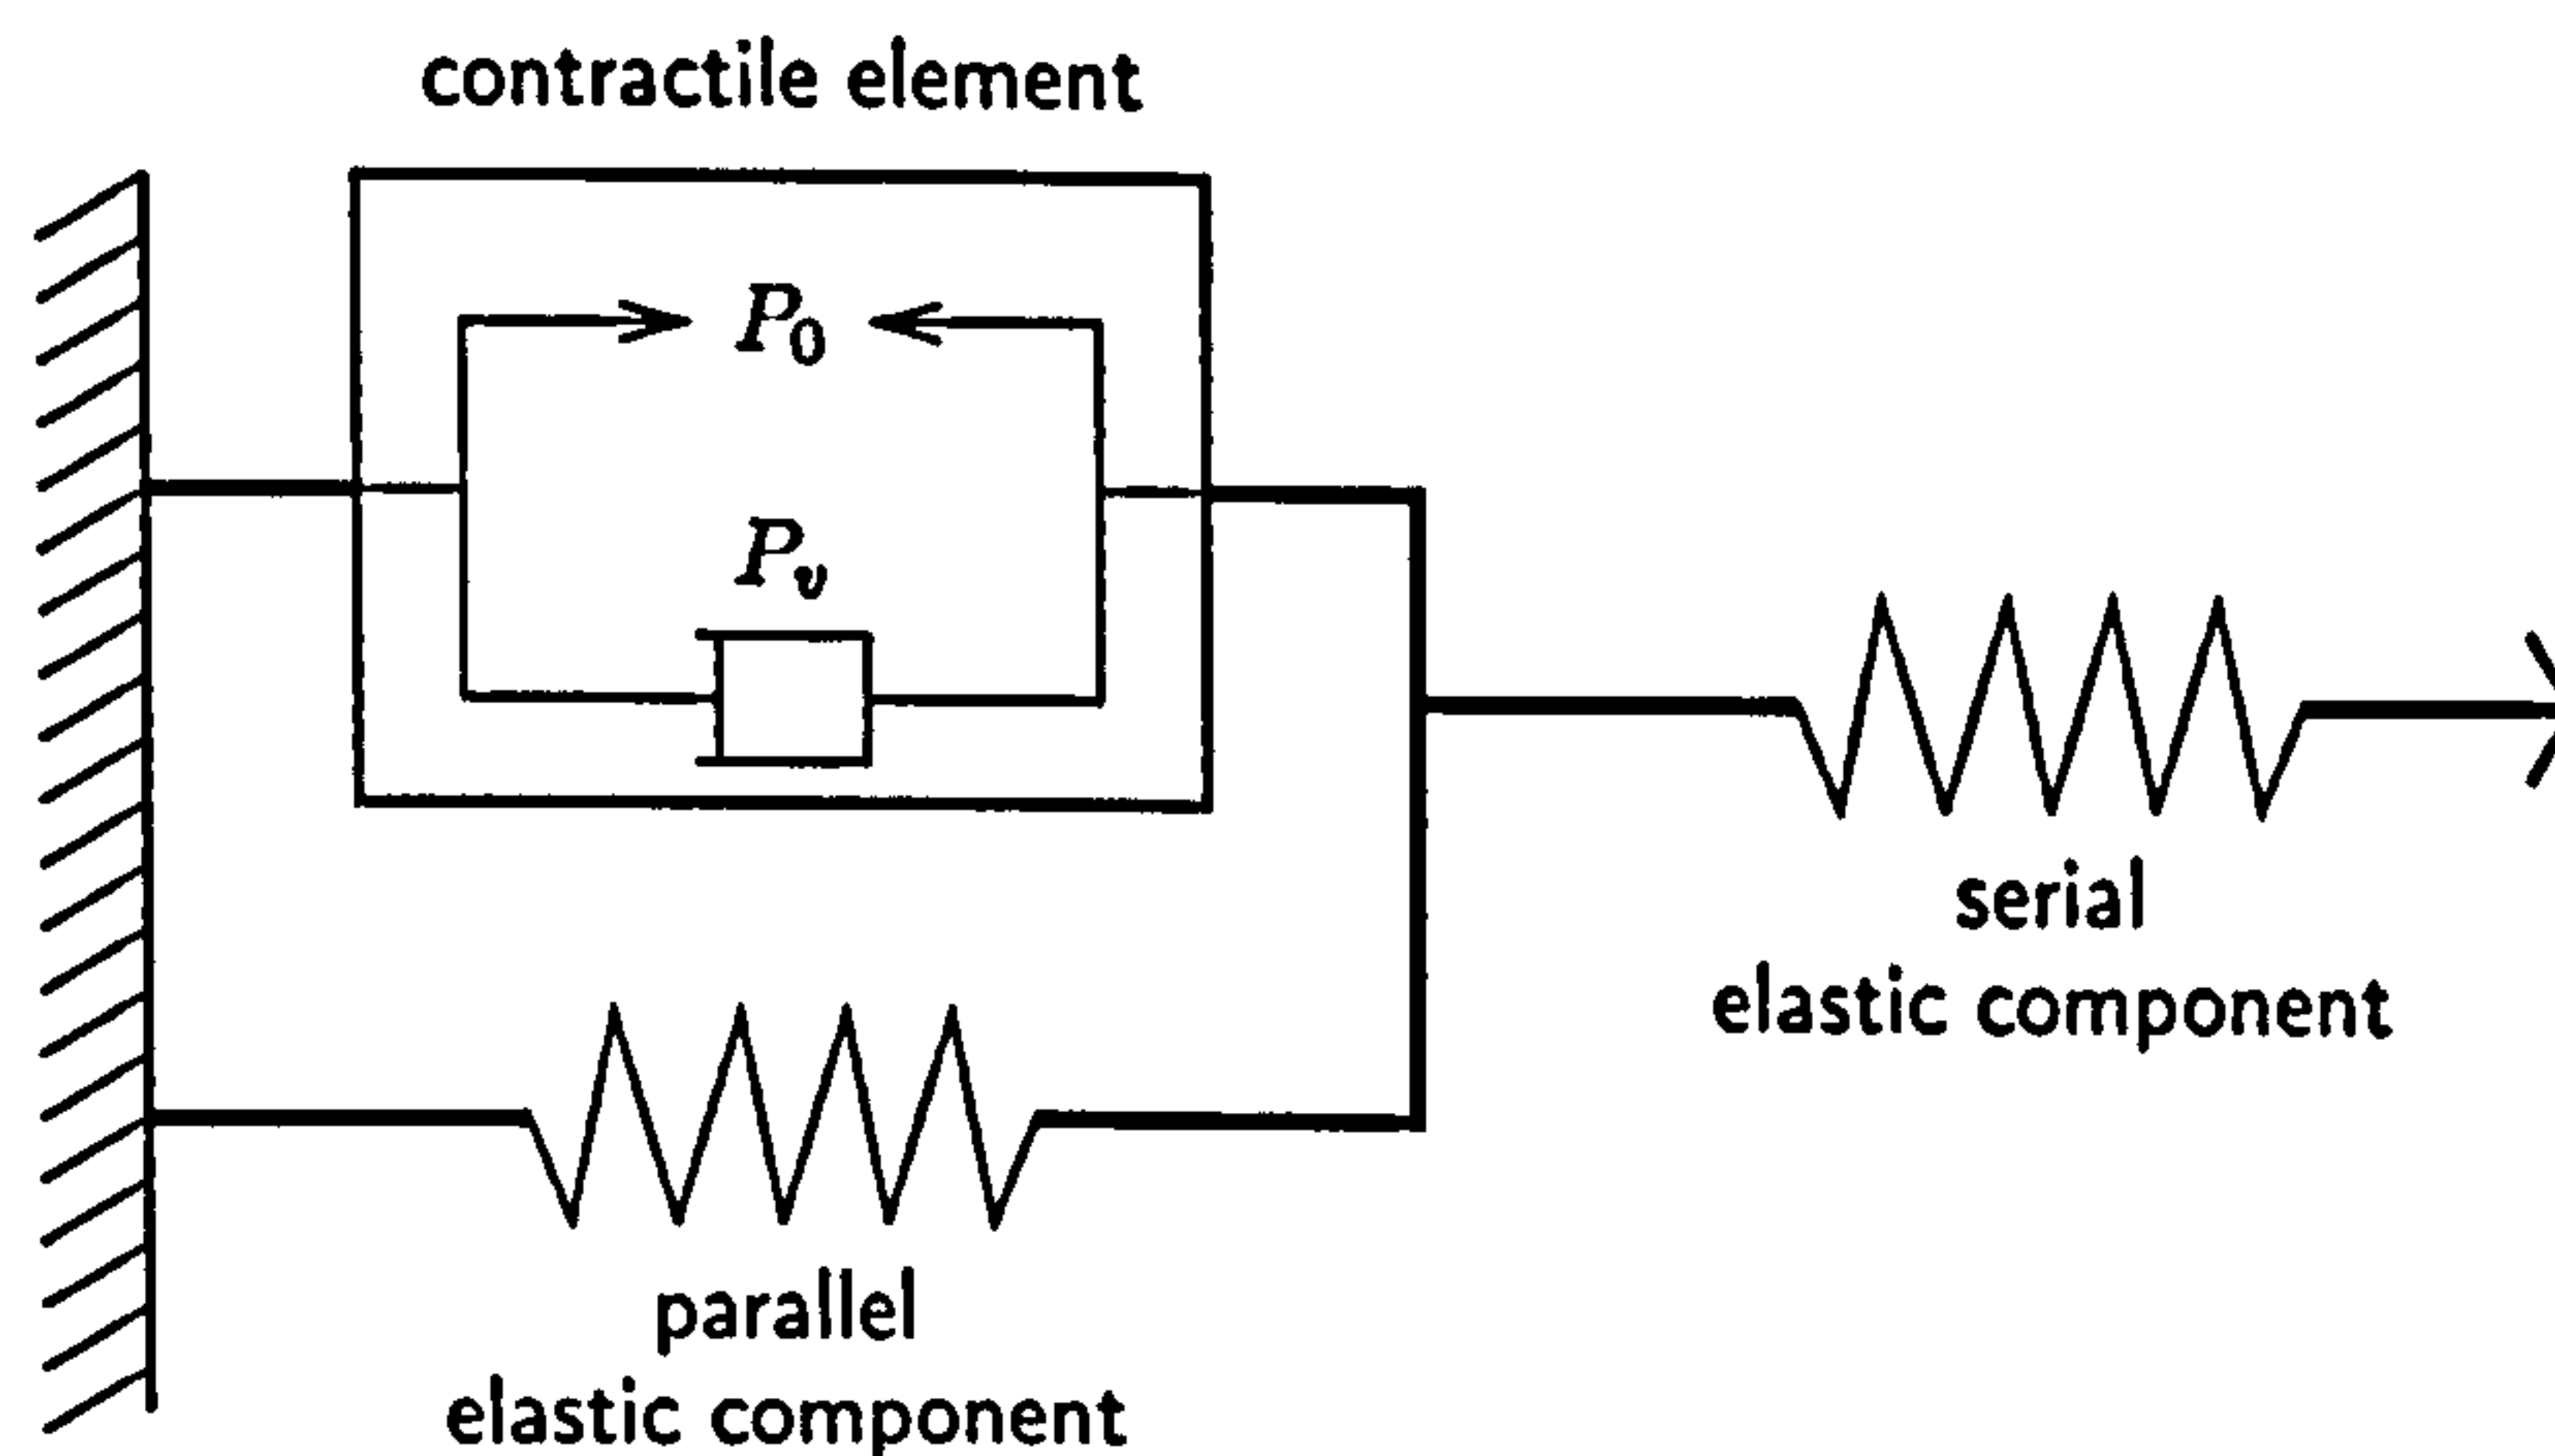 contractile element
P₀
Pᵥ
serial
elastic component
parallel
elastic component